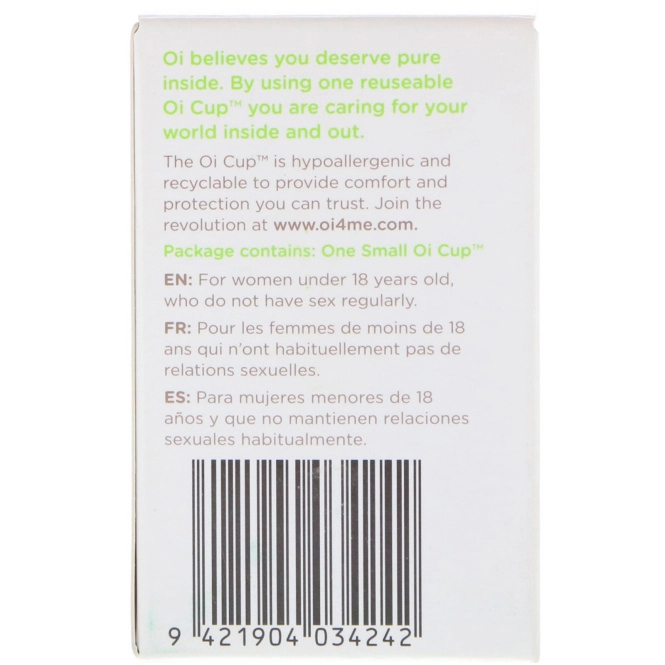 Oi believes you deserve pure
inside. By using one reuseable
Oi Cup™ you are caring for your
world inside and out.
The Oi Cup™ is hypoallergenic and
recyclable to provide comfort and
protection you can trust. Join the
revolution at www.oi4me.com.
Package contains: One Small Oi Cup™
EN: For women under 18 years old,
who do not have sex regularly.
FR: Pour les femmes de moins de 18
ans qui n'ont habituellement pas de
relations sexuelles.
ES: Para mujeres menores de 18
años y que no mantienen relaciones
sexuales habitualmente.
9 421904 034242